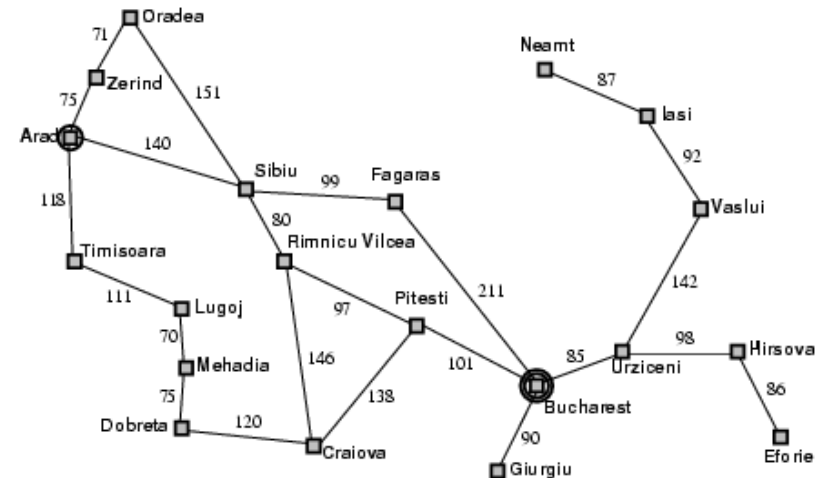 Oradea
Neamt
71
87
Zerind
151
Iasi
75
Arad
140
92
Sibiu
99
Fagaras
118
Vaslui
80
Timisoara
Rimnicu Vilcea
142
111
211
Lugoj
97
Pitesti
70
98
Hirsova
146
101
85
Urziceni
Mehadia
86
75
138
Bucharest
120
Dobreta
90
Craiova
Eforie
Giurgiu